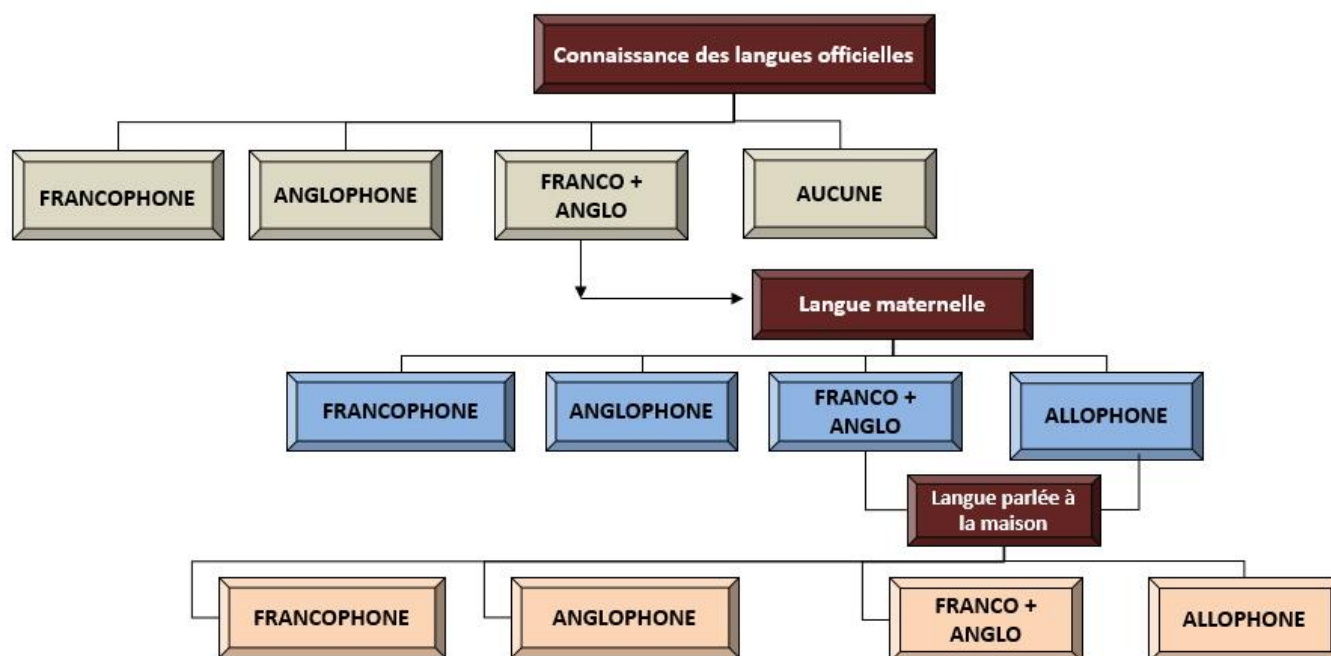 Connaissance des langues officielles
FRANCOPHONE
ANGLOPHONE
FRANCO +
ANGLO
AUCUNE
Langue maternelle
FRANCOPHONE
ANGLOPHONE
FRANCO +
ANGLO
ALLOPHONE
Langue parlée à
la maison
FRANCOPHONE
ANGLOPHONE
FRANCO +
ANGLO
ALLOPHONE